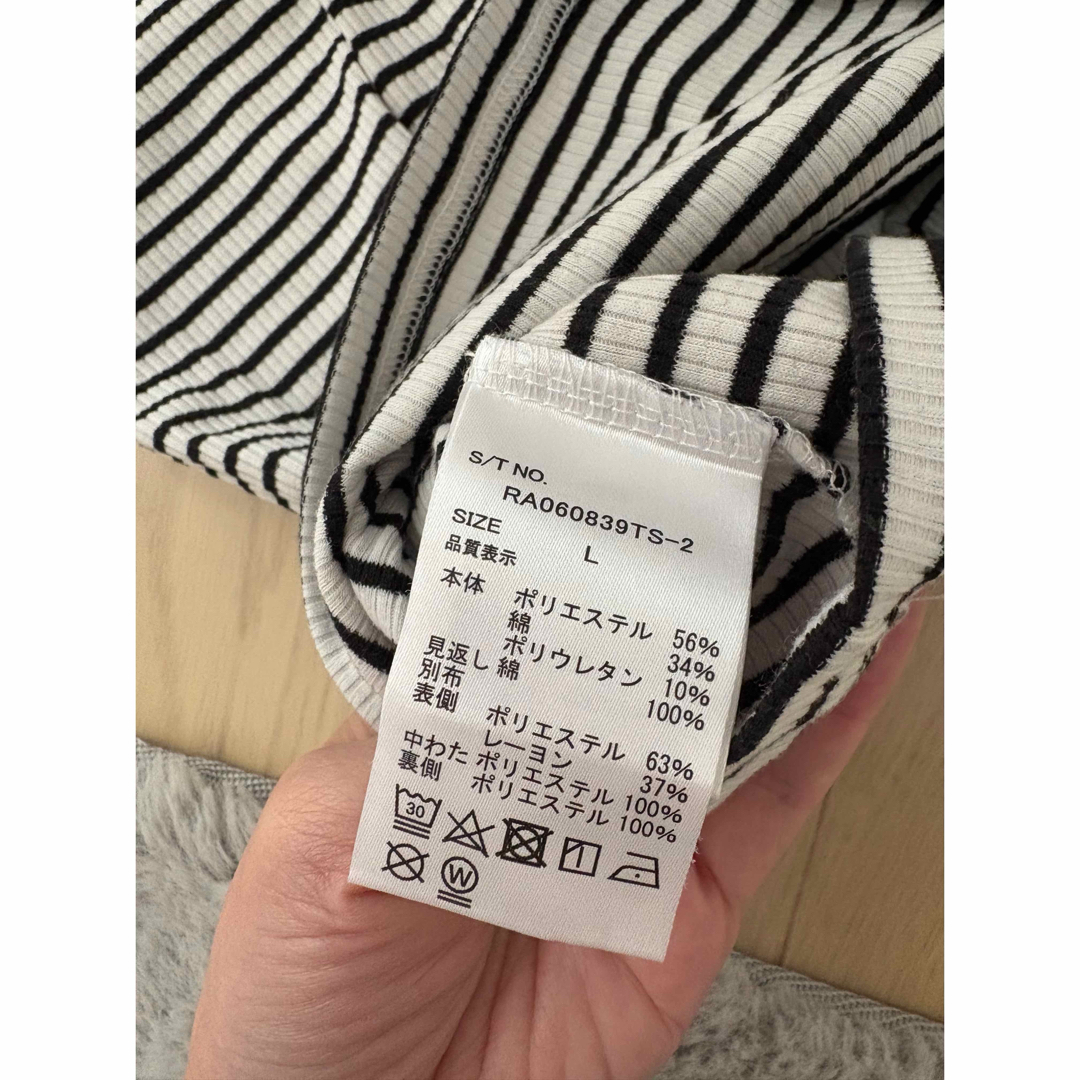 S/T NO.
RA060839TS-2
SIZE L
品質表示
本体 ポリエステル 56%
綿 34%
ポリウレタン 10%
見返し 綿 100%
別布
表側 ポリエステル 63%
レーヨン 37%
中わた ポリエステル 100%
裏側 ポリエステル 100%
30
W